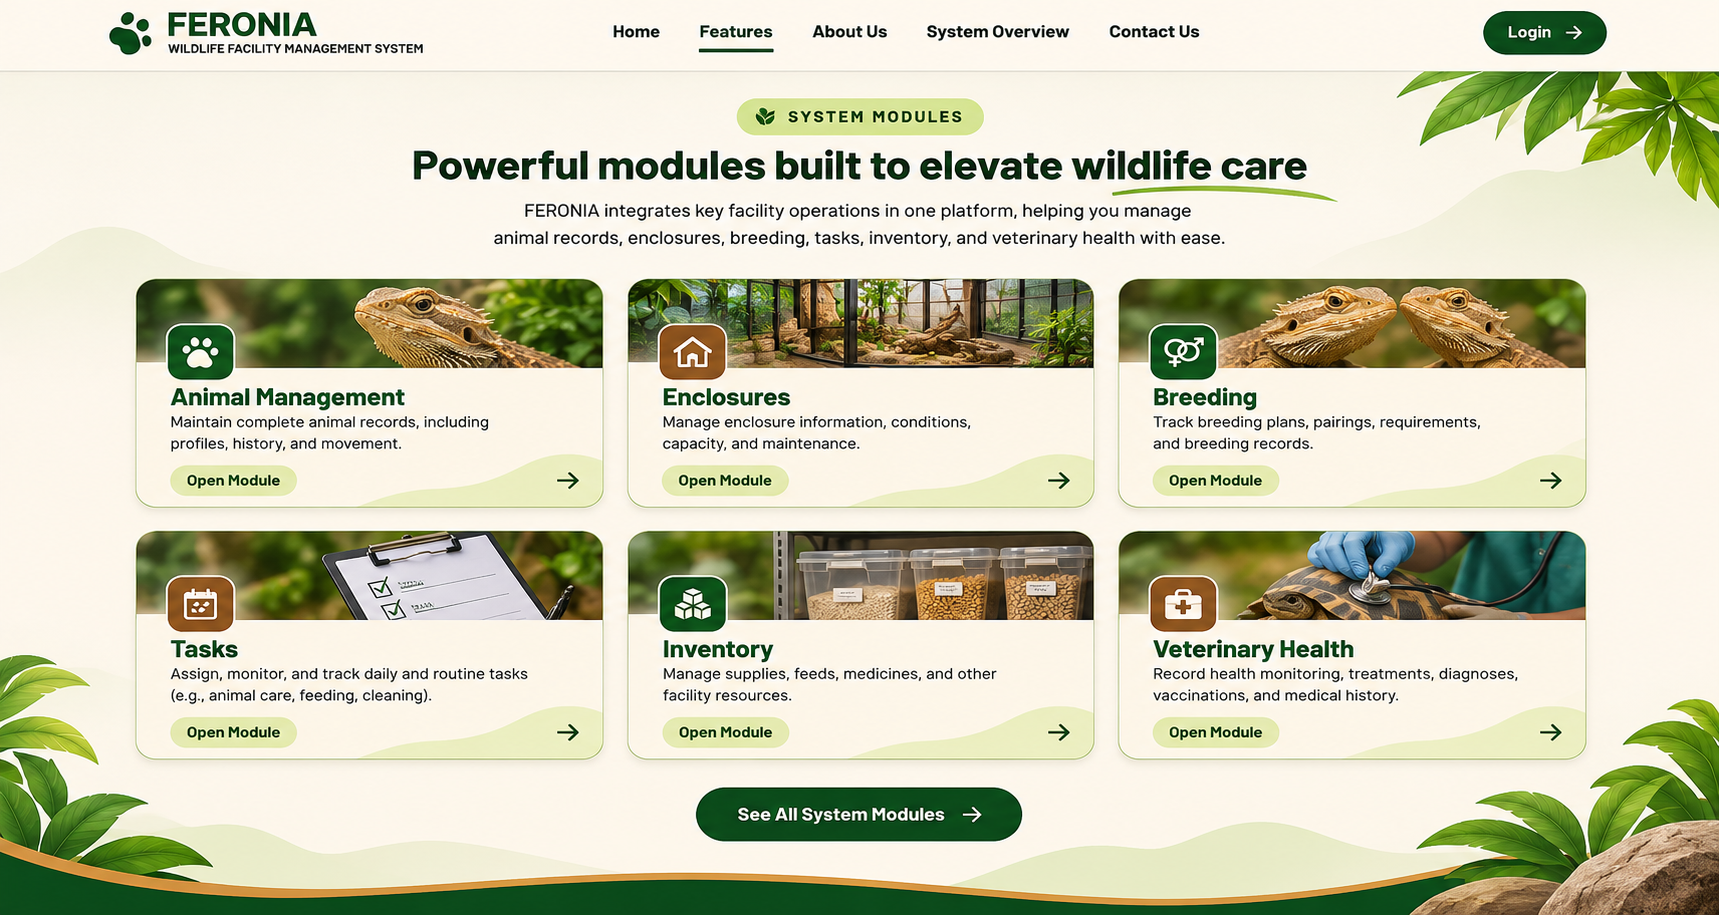 FERONIA
WILDLIFE FACILITY MANAGEMENT SYSTEM
Home
Features
About Us
System Overview
Contact Us
Login
SYSTEM MODULES
Powerful modules built to elevate wildlife care
FERONIA integrates key facility operations in one platform, helping you manage
animal records, enclosures, breeding, tasks, inventory, and veterinary health with ease.
Animal Management
Maintain complete animal records, including
profiles, history, and movement.
Open Module
Enclosures
Manage enclosure information, conditions,
capacity, and maintenance.
Open Module
Breeding
Track breeding plans, pairings, requirements,
and breeding records.
Open Module
Tasks
Assign, monitor, and track daily and routine tasks
(e.g., animal care, feeding, cleaning).
Open Module
Inventory
Manage supplies, feeds, medicines, and other
facility resources.
Open Module
Veterinary Health
Record health monitoring, treatments, diagnoses,
vaccinations, and medical history.
Open Module
See All System Modules